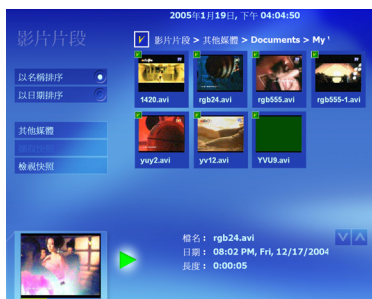 2005年1月19日, 下午 04:04:50
影片片段
V 影片片段 > 其他媒體 > Documents > My
以名稱排序
以日期排序
其他媒體
檢視快照
1420.avi
rgb24.avi
rgb555.avi
rgb555-1.avi
yuy2.avi
yv12.avi
YVU9.avi
檔名： rgb24.avi
日期： 08:02 PM, Fri, 12/17/2004
長度： 0:00:05